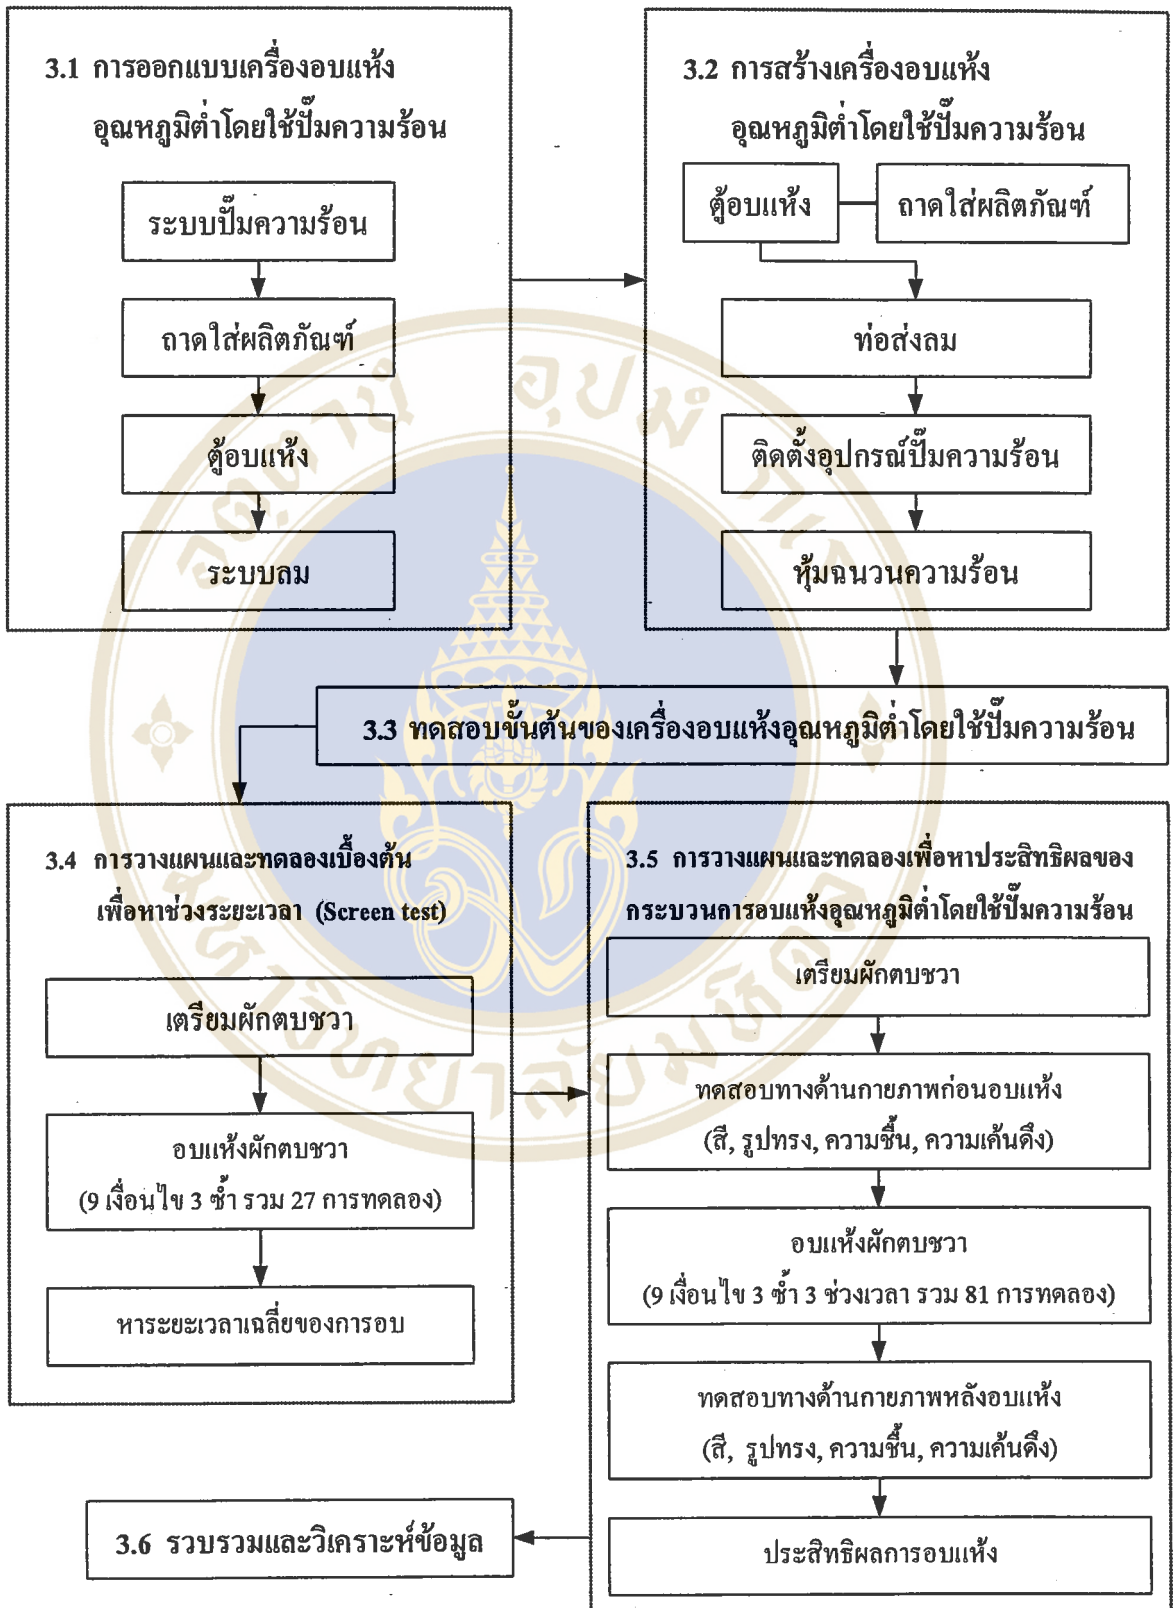 3.1 การออกแบบเครื่องอบแห้ง
อุณหภูมิต่ำโดยใช้ปั๊มความร้อน
ระบบปั๊มความร้อน
ถาดใส่ผลิตภัณฑ์
ตู้อบแห้ง
ระบบลม
3.2 การสร้างเครื่องอบแห้ง
อุณหภูมิต่ำโดยใช้ปั๊มความร้อน
ตู้อบแห้ง
ถาดใส่ผลิตภัณฑ์
ท่อส่งลม
ติดตั้งอุปกรณ์ปั๊มความร้อน
หุ้มฉนวนความร้อน
3.3 ทดสอบขั้นต้นของเครื่องอบแห้งอุณหภูมิต่ำโดยใช้ปั๊มความร้อน
3.4 การวางแผนและทดลองเบื้องต้น
เพื่อหาช่วงระยะเวลา (Screen test)
เตรียมผักตบชวา
อบแห้งผักตบชวา
(9 เงื่อนไข 3 ซ้ำ รวม 27 การทดลอง)
หาระยะเวลาเฉลี่ยของการอบ
3.5 การวางแผนและทดลองเพื่อหาประสิทธิผลของ
กระบวนการอบแห้งอุณหภูมิต่ำโดยใช้ปั๊มความร้อน
เตรียมผักตบชวา
ทดสอบทางด้านกายภาพก่อนอบแห้ง
(สี, รูปทรง, ความชื้น, ความเค้นดึง)
อบแห้งผักตบชวา
(9 เงื่อนไข 3 ซ้ำ 3 ช่วงเวลา รวม 81 การทดลอง)
ทดสอบทางด้านกายภาพหลังอบแห้ง
(สี, รูปทรง, ความชื้น, ความเค้นดึง)
ประสิทธิผลการอบแห้ง
3.6 รวบรวมและวิเคราะห์ข้อมูล
มหาวิทยาลัยมหิดล